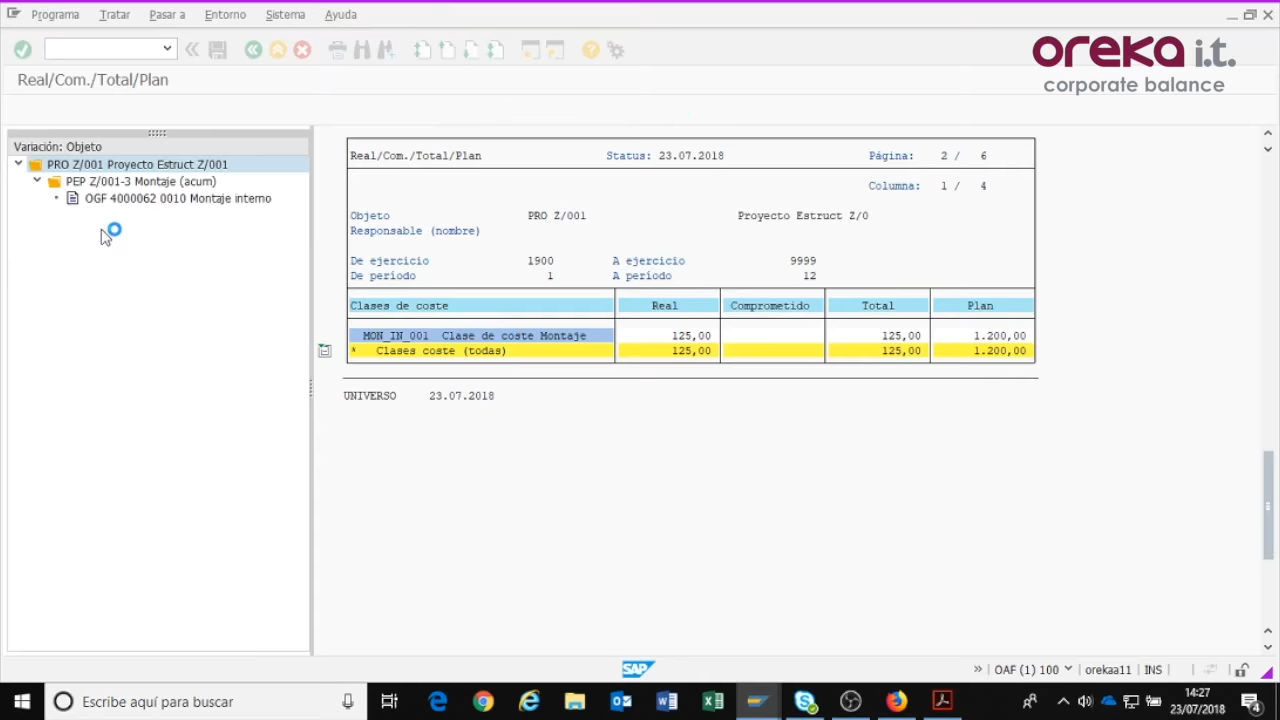 Programa Tratar Pasar a Entorno Sistema Ayuda
Real/Com./Total/Plan
oreka i.t.
corporate balance
Variación: Objeto
PRO Z/001 Proyecto Estruct Z/001
PEP Z/001-3 Montaje (acum)
OGF 4000062 0010 Montaje interno
Real/Com./Total/Plan Status: 23.07.2018 Página: 2 / 6
Columna: 1 / 4
Objeto PRO Z/001 Proyecto Estruct Z/0
Responsable (nombre)
De ejercicio 1900 A ejercicio 9999
De período 1 A período 12
Clases de coste Real Comprometido Total Plan
MON_IN_001 Clase de coste Montaje 125,00 125,00 1.200,00
* Clases coste (todas) 125,00 125,00 1.200,00
UNIVERSO 23.07.2018
SAP
OAF (1) 100 orekaa11 INS
Escribe aquí para buscar
14:27
23/07/2018
4